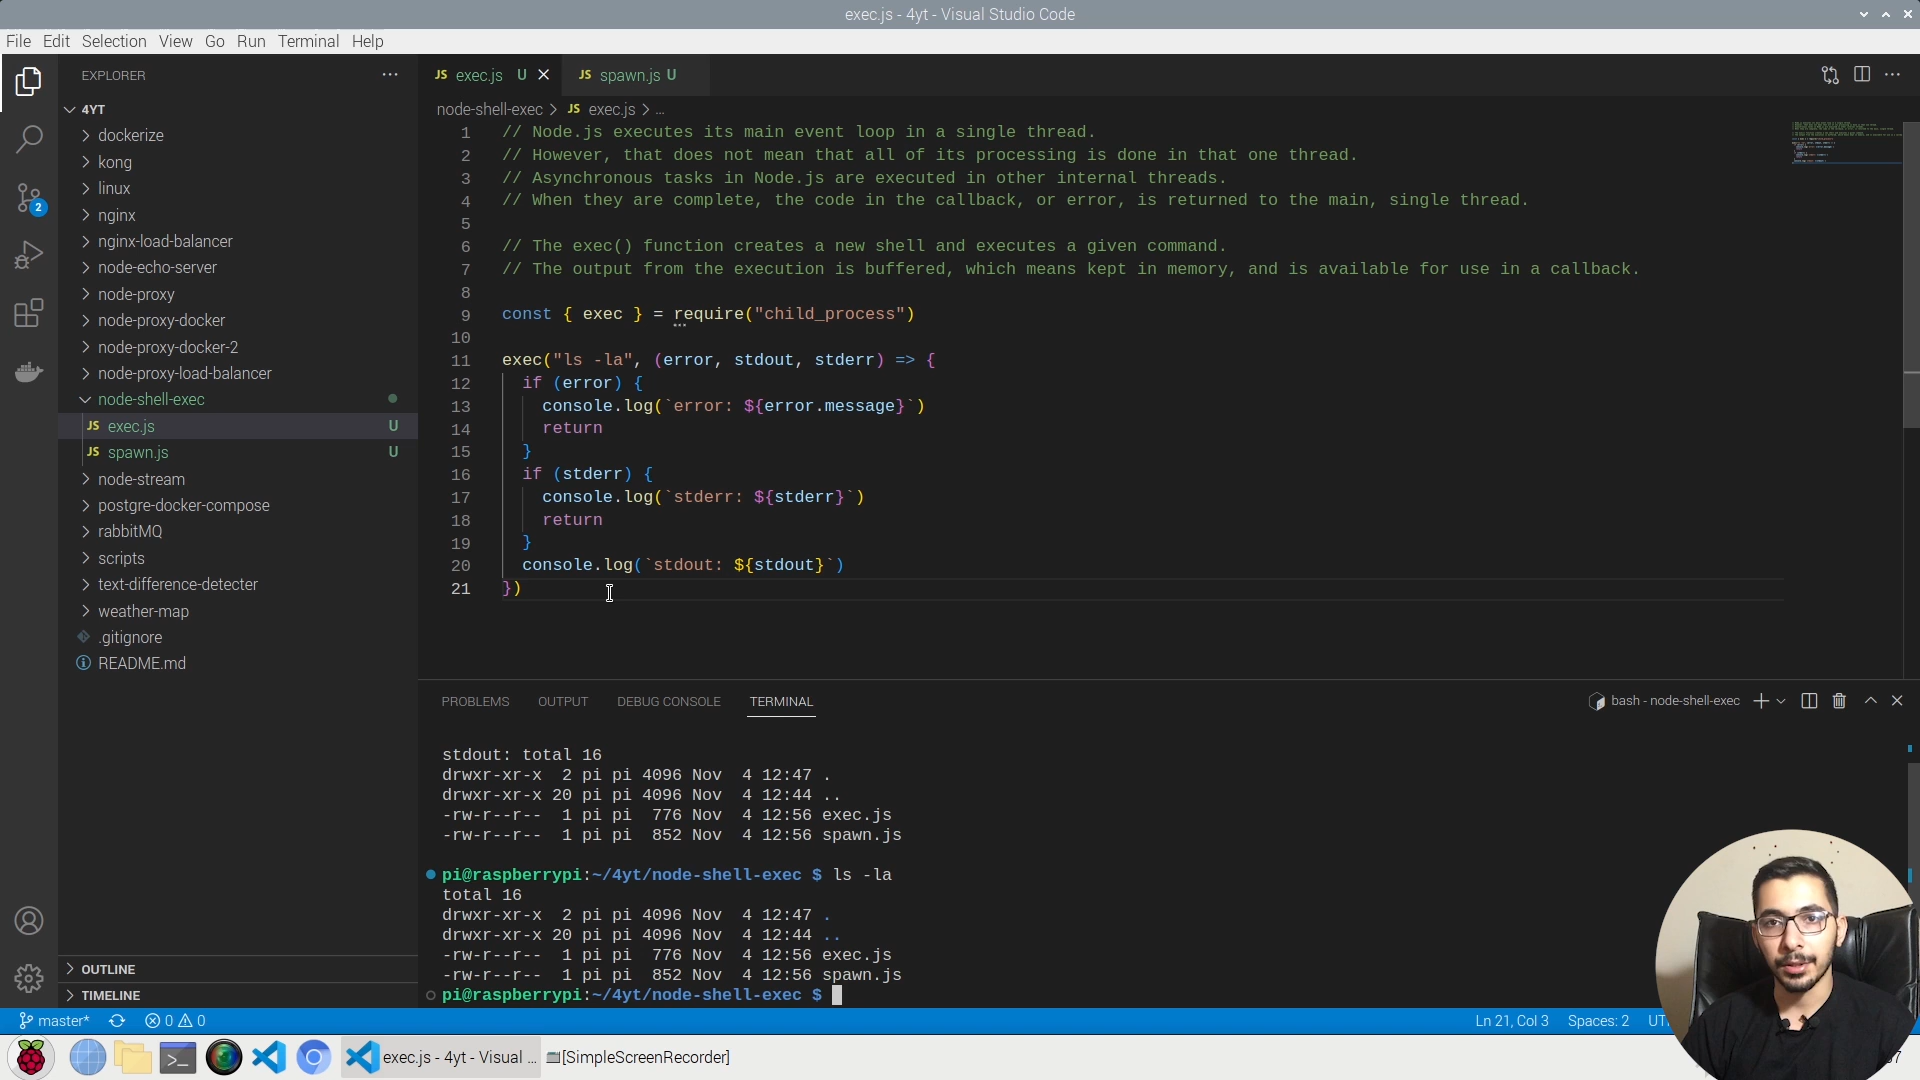 exec.js - 4yt - Visual Studio Code
File Edit Selection View Go Run Terminal Help
EXPLORER
4YT
dockerize
kong
linux
nginx
nginx-load-balancer
node-echo-server
node-proxy
node-proxy-docker
node-proxy-docker-2
node-proxy-load-balancer
node-shell-exec
JS exec.js U
JS spawn.js U
node-stream
postgre-docker-compose
rabbitMQ
scripts
text-difference-detecter
weather-map
.gitignore
README.md
OUTLINE
TIMELINE
2
JS exec.js U
JS spawn.js U
node-shell-exec > JS exec.js > ...
1 // Node.js executes its main event loop in a single thread.
2 // However, that does not mean that all of its processing is done in that one thread.
3 // Asynchronous tasks in Node.js are executed in other internal threads.
4 // When they are complete, the code in the callback, or error, is returned to the main, single thread.
5
6 // The exec() function creates a new shell and executes a given command.
7 // The output from the execution is buffered, which means kept in memory, and is available for use in a callback.
8
9 const { exec } = require("child_process")
10
11 exec("ls -la", (error, stdout, stderr) => {
12 if (error) {
13 console.log(`error: ${error.message}`)
14 return
15 }
16 if (stderr) {
17 console.log(`stderr: ${stderr}`)
18 return
19 }
20 console.log(`stdout: ${stdout}`)
21 })
PROBLEMS OUTPUT DEBUG CONSOLE TERMINAL
bash - node-shell-exec
stdout: total 16
drwxr-xr-x 2 pi pi 4096 Nov 4 12:47 .
drwxr-xr-x 20 pi pi 4096 Nov 4 12:44 ..
-rw-r--r-- 1 pi pi 776 Nov 4 12:56 exec.js
-rw-r--r-- 1 pi pi 852 Nov 4 12:56 spawn.js
pi@raspberrypi:~/4yt/node-shell-exec $ ls -la
total 16
drwxr-xr-x 2 pi pi 4096 Nov 4 12:47 .
drwxr-xr-x 20 pi pi 4096 Nov 4 12:44 ..
-rw-r--r-- 1 pi pi 776 Nov 4 12:56 exec.js
-rw-r--r-- 1 pi pi 852 Nov 4 12:56 spawn.js
pi@raspberrypi:~/4yt/node-shell-exec $
master* 0 0
Ln 21, Col 3 Spaces: 2
exec.js - 4yt - Visual ... [SimpleScreenRecorder]